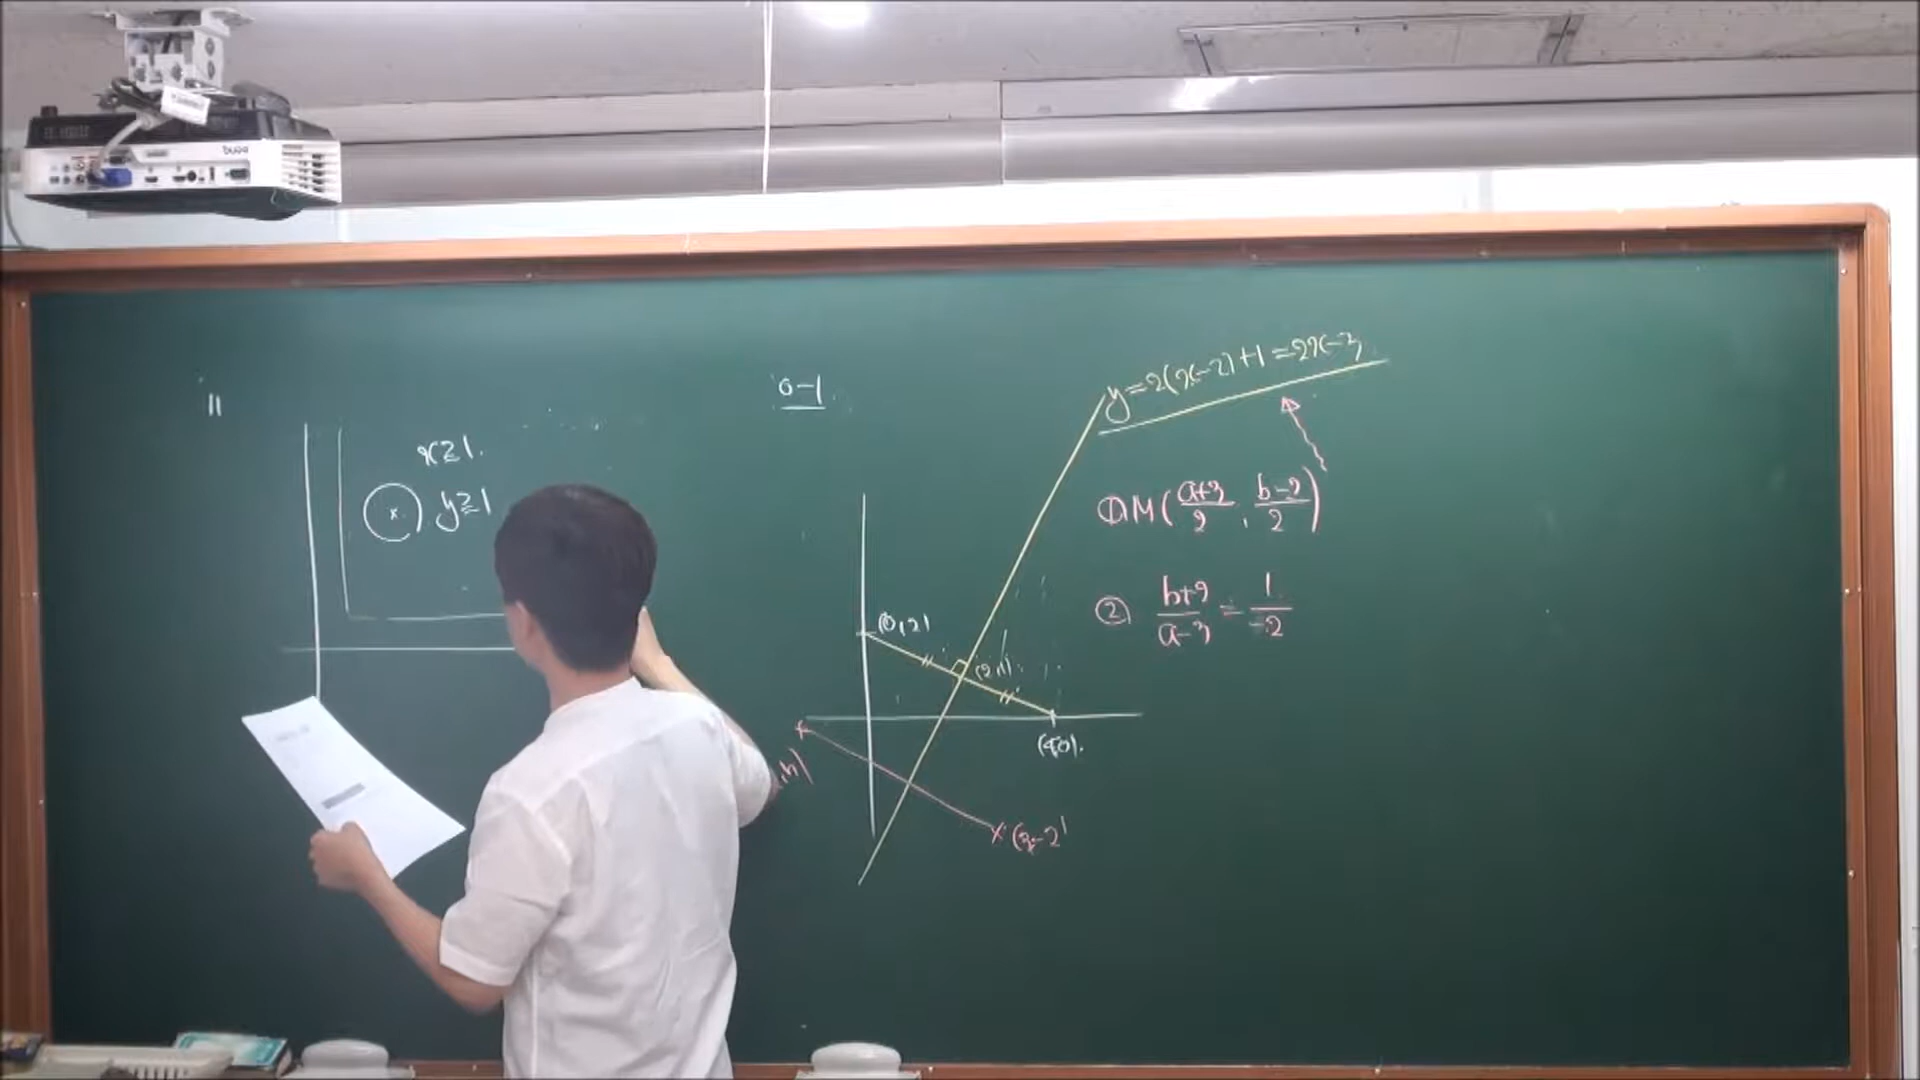 11
x≥1.
y≥1
0-1
y=2(x-2)+1=2x-3
① M(a+3/2, b-2/2)
② b+2/a-3 = 1/-2
(0,2)
(2,1)
(4,0).
,b)
(3,-2)
BenQ